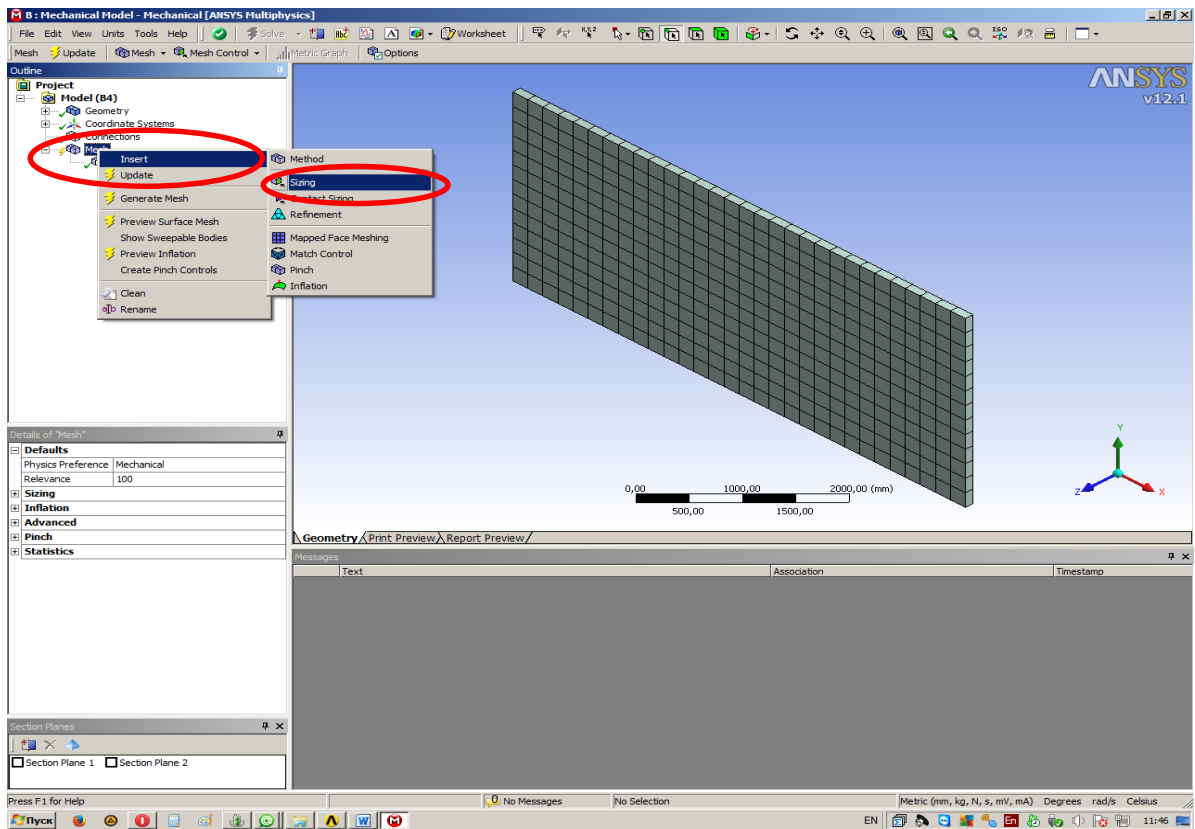 B : Mechanical Model - Mechanical [ANSYS Multiphysics]
File Edit View Units Tools Help Solve Worksheet
Mesh Update Mesh Mesh Control Metric Graph Options
Outline
Project
Model (B4)
Geometry
Coordinate Systems
Connections
Insert
Update
Generate Mesh
Preview Surface Mesh
Show Sweepable Bodies
Preview Inflation
Create Pinch Controls
Clean
Rename
Method
Sizing
Contact Sizing
Refinement
Mapped Face Meshing
Match Control
Pinch
Inflation
ANSYS
v12.1
0,00 1000,00 2000,00 (mm)
500,00 1500,00
Y
Z X
Geometry Print Preview Report Preview
Details of "Mesh"
Defaults
Physics Preference Mechanical
Relevance 100
Sizing
Inflation
Advanced
Pinch
Statistics
Messages
Text Association Timestamp
Section Planes
Section Plane 1 Section Plane 2
Press F1 for Help 0 No Messages No Selection Metric (mm, kg, N, s, mV, mA) Degrees rad/s Celsius
Пуск EN En 11:46